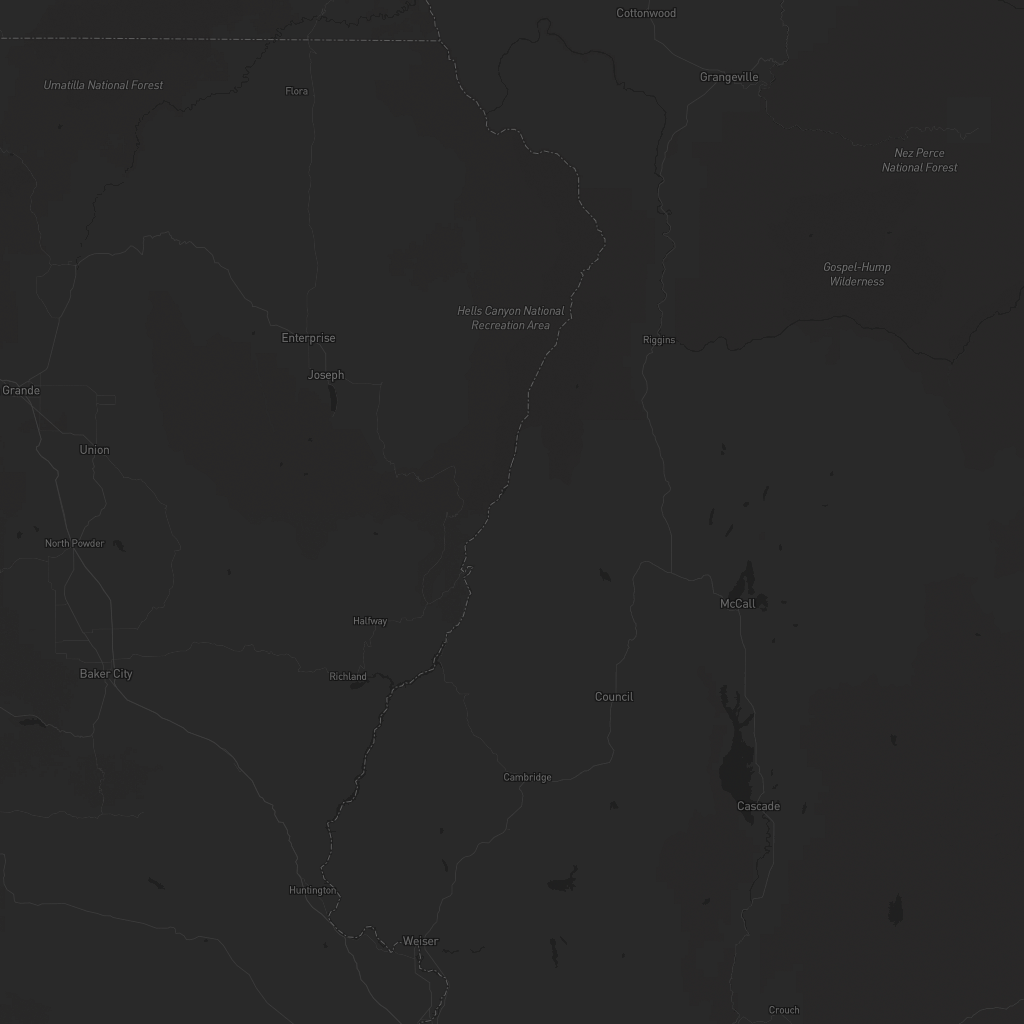 Cottonwood
Grangeville
Umatilla National Forest
Flora
Nez Perce
National Forest
Gospel-Hump
Wilderness
Hells Canyon National
Recreation Area
Enterprise
Riggins
Joseph
Grande
Union
North Powder
McCall
Halfway
Baker City
Richland
Council
Cambridge
Cascade
Huntington
Weiser
Crouch